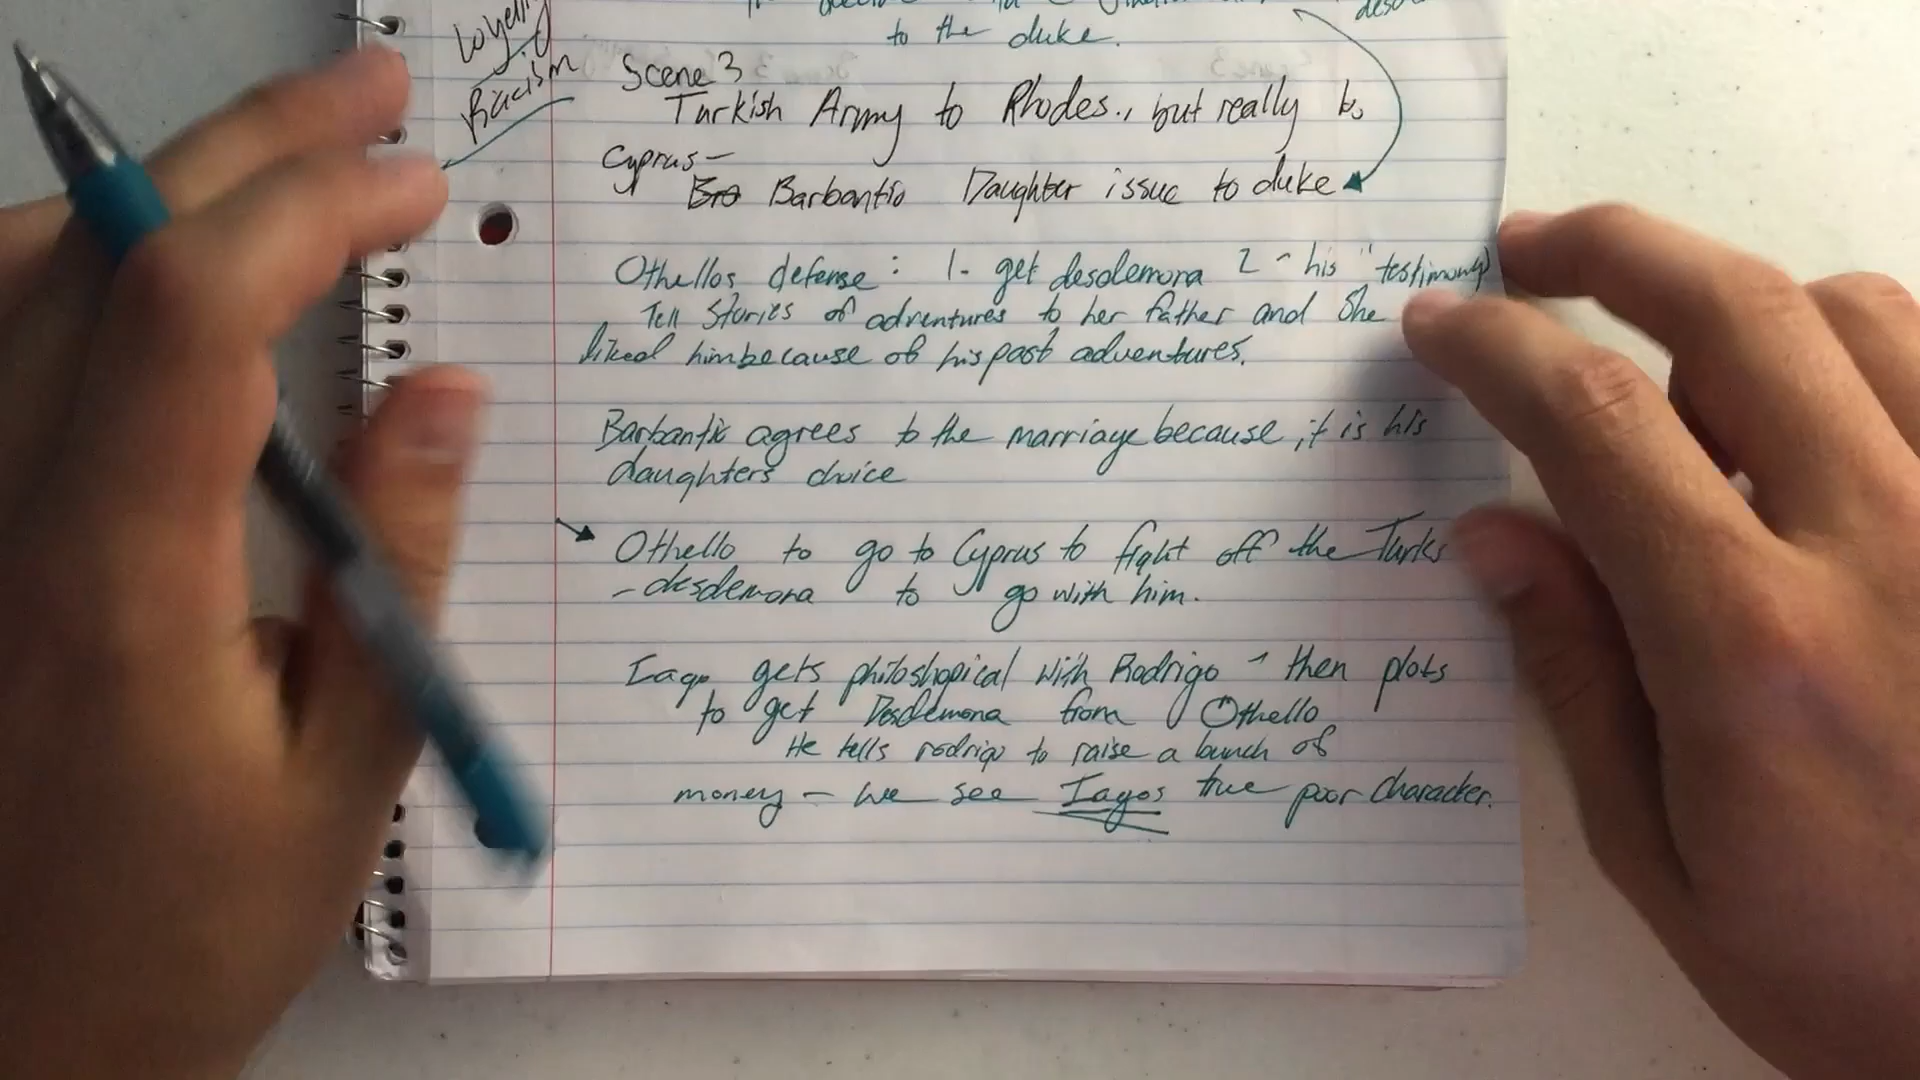 Loyelty
Racism
to the duke.
Scene 3
Turkish Army to Rhodes., but really to
Cyprus-
Bro Barbantio Daughter issue to duke
Othellos defense: 1- get desdemona 2 - his "testimony)
Tell Stories of adventures to her father and She
liked him because of his past adventures.
Barbantio agrees to the marriage because, it is his
daughters choice
Othello to go to Cyprus to fight off the Turks
- desdemona to go with him.
Iago gets philoshopical with Rodrigo - then plots
to get Desdemona from Othello
He tells rodrigo to raise a bunch of
money - we see Iagos true poor character.